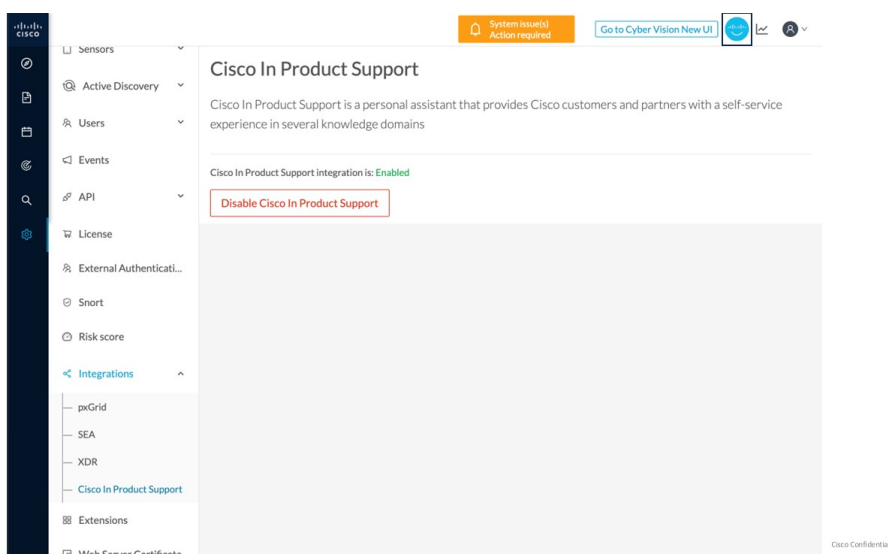 CISCO
System issue(s)
Action required
Go to Cyber Vision New UI
Sensors
Active Discovery
Users
Events
API
License
External Authenticati...
Snort
Risk score
Integrations
pxGrid
SEA
XDR
Cisco In Product Support
Extensions
Web Server Certificate
Cisco In Product Support
Cisco In Product Support is a personal assistant that provides Cisco customers and partners with a self-service
experience in several knowledge domains
Cisco In Product Support integration is: Enabled
Disable Cisco In Product Support
Cisco Confidentia